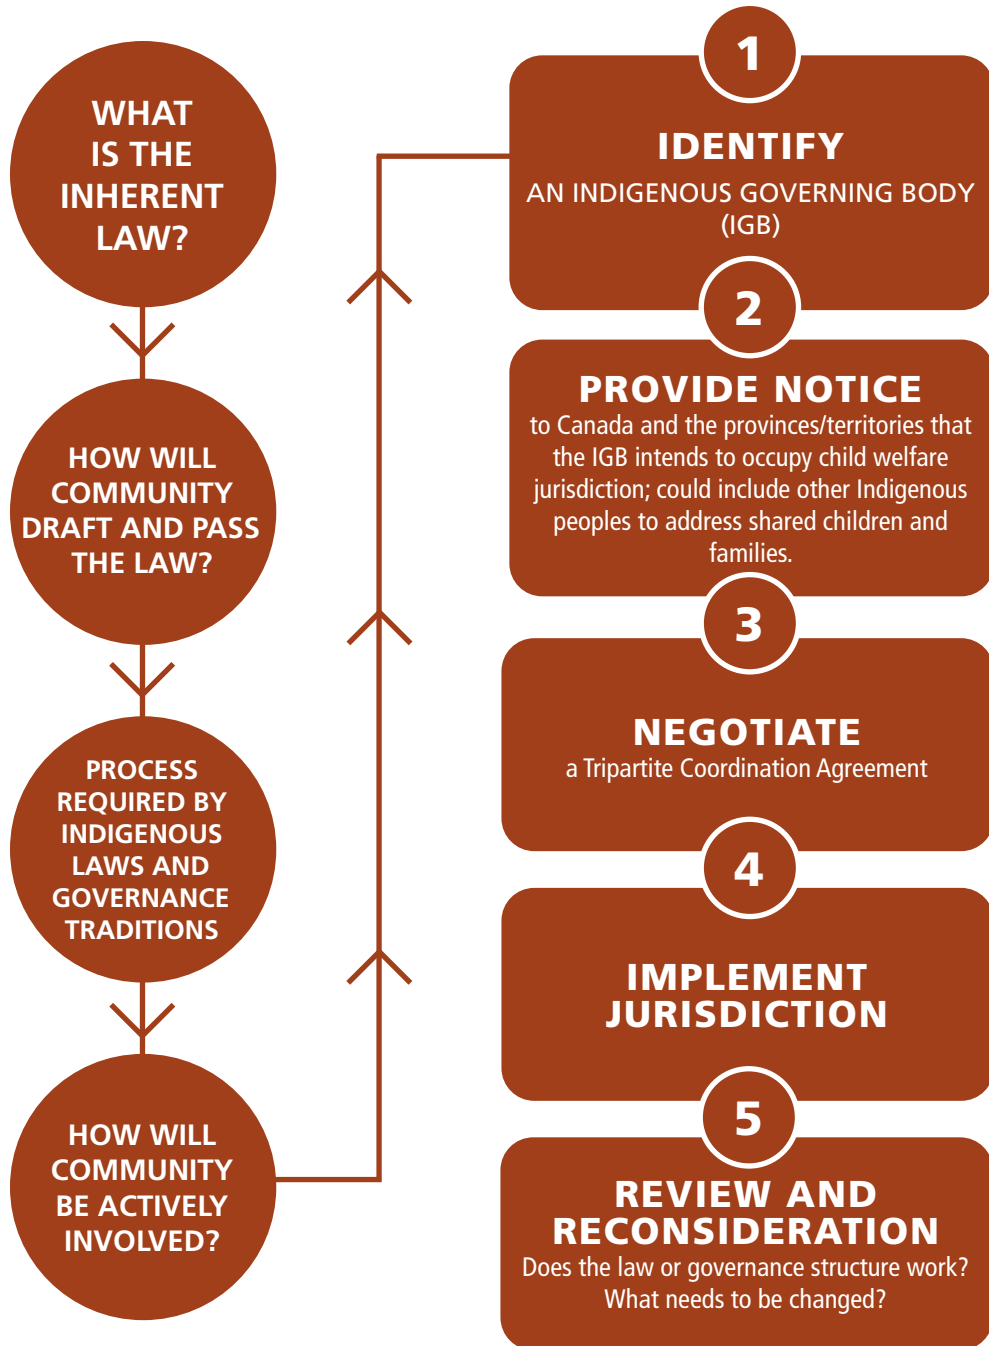 WHAT
IS THE
INHERENT
LAW?
HOW WILL
COMMUNITY
DRAFT AND PASS
THE LAW?
PROCESS
REQUIRED BY
INDIGENOUS
LAWS AND
GOVERNANCE
TRADITIONS
HOW WILL
COMMUNITY
BE ACTIVELY
INVOLVED?
1
IDENTIFY
AN INDIGENOUS GOVERNING BODY
(IGB)
2
PROVIDE NOTICE
to Canada and the provinces/territories that
the IGB intends to occupy child welfare
jurisdiction; could include other Indigenous
peoples to address shared children and
families.
3
NEGOTIATE
a Tripartite Coordination Agreement
4
IMPLEMENT
JURISDICTION
5
REVIEW AND
RECONSIDERATION
Does the law or governance structure work?
What needs to be changed?